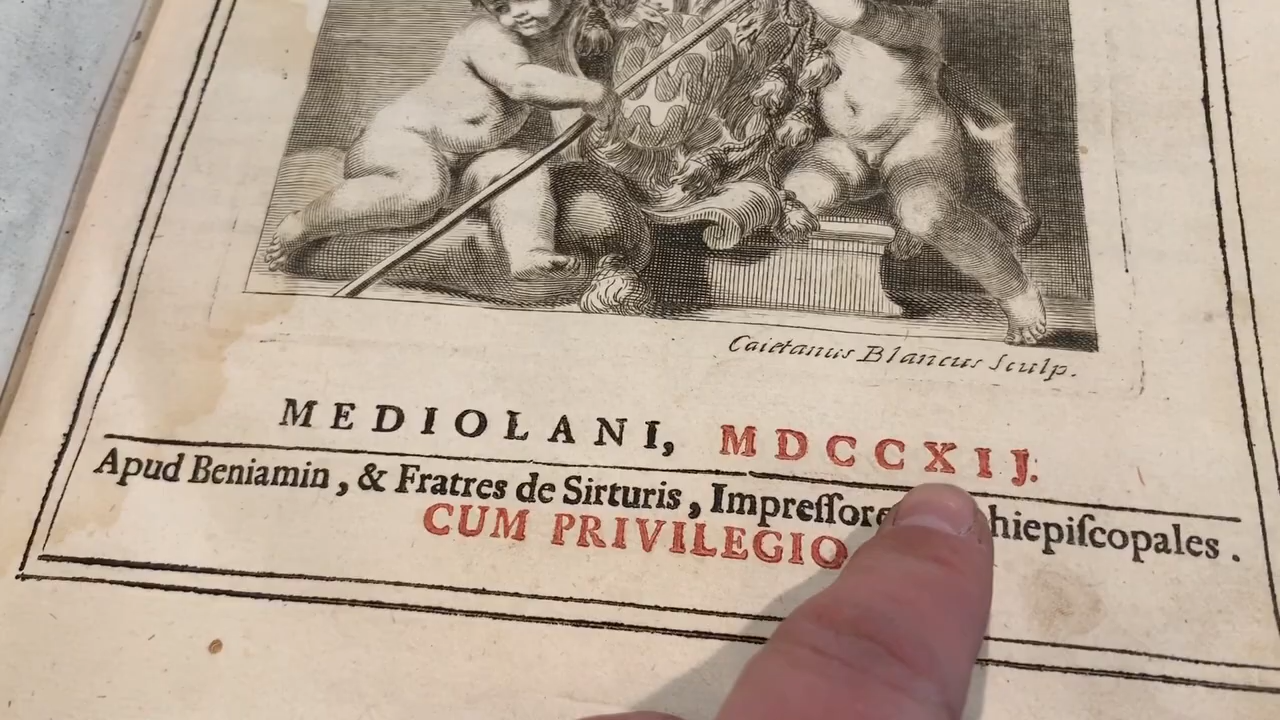 Caietanus Blancus Sculp.
MEDIOLANI, MDCCXIJ.
Apud Beniamin, & Fratres de Sirturis, Impreſſore hiepiſcopales.
CUM PRIVILEGIO